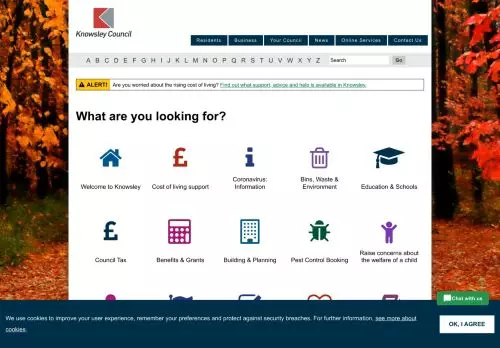 Knowsley Council
Residents Business Your Council News Online Services Contact Us
A B C D E F G H I J K L M N O P Q R S T U V W X Y Z Search Go
ALERT! Are you worried about the rising cost of living? Find out what support, advice and help is available in Knowsley.
What are you looking for?
Welcome to Knowsley
Cost of living support
Coronavirus:
Information
Bins, Waste &
Environment
Education & Schools
Council Tax
Benefits & Grants
Building & Planning
Pest Control Booking
Raise concerns about
the welfare of a child
Chat with us
We use cookies to improve your user experience, remember your preferences and protect against security breaches. For further information, see more about
cookies.
OK, I AGREE